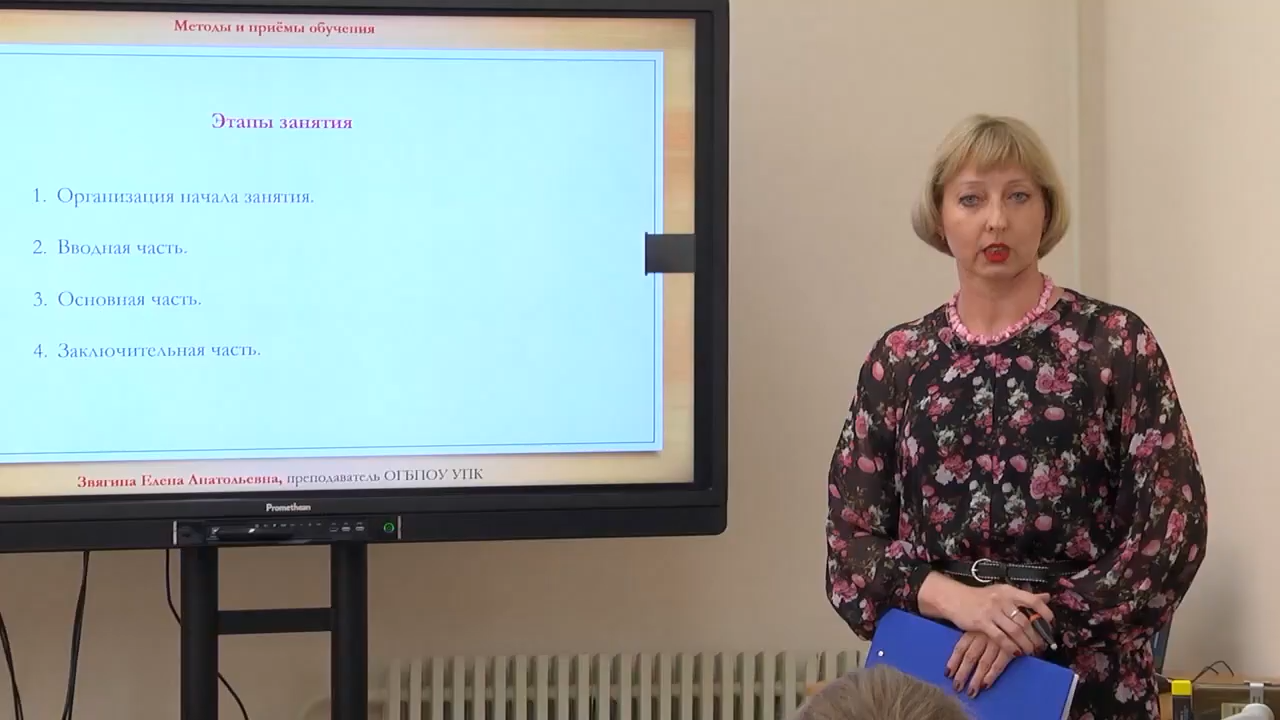 Методы и приёмы обучения
Этапы занятия
1. Организация начала занятия.
2. Вводная часть.
3. Основная часть.
4. Заключительная часть.
Звягина Елена Анатольевна, преподаватель ОГБПОУ УПК
Promethean